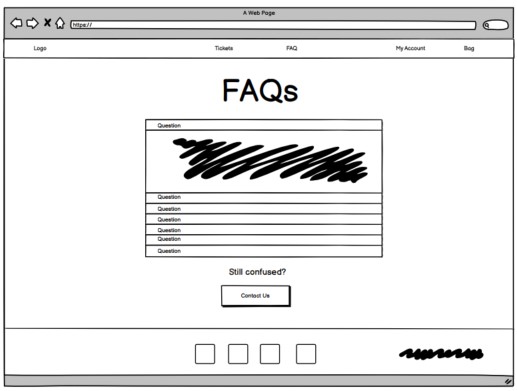 A Web Page
https://
Logo Tickets FAQ My Account Bag
FAQs
Question
Question
Question
Question
Question
Question
Question
Still confused?
Contact Us